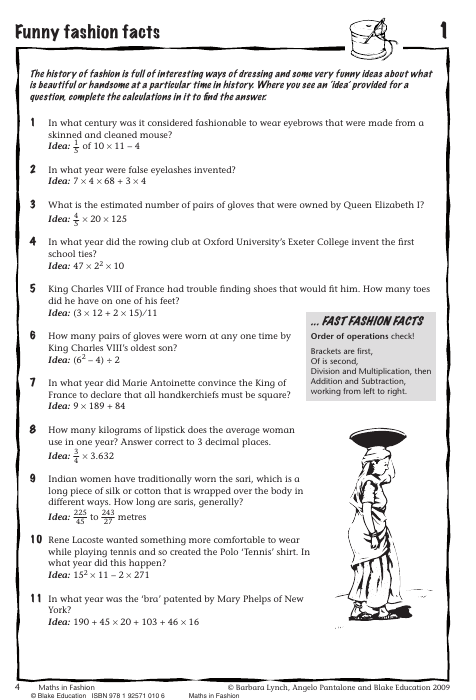 Funny fashion facts
1
The history of fashion is full of interesting ways of dressing and some very funny ideas about what
is beautiful or handsome at a particular time in history. Where you see an 'idea' provided for a
question, complete the calculations in it to find the answer.
1 In what century was it considered fashionable to wear eyebrows that were made from a
skinned and cleaned mouse?
Idea: 1/5 of 10 × 11 – 4
2 In what year were false eyelashes invented?
Idea: 7 × 4 × 68 + 3 × 4
3 What is the estimated number of pairs of gloves that were owned by Queen Elizabeth I?
Idea: 4/5 × 20 × 125
4 In what year did the rowing club at Oxford University's Exeter College invent the first
school ties?
Idea: 47 × 2² × 10
5 King Charles VIII of France had trouble finding shoes that would fit him. How many toes
did he have on one of his feet?
Idea: (3 × 12 + 2 × 15)/11
6 How many pairs of gloves were worn at any one time by
King Charles VIII's oldest son?
Idea: (6² – 4) ÷ 2
7 In what year did Marie Antoinette convince the King of
France to declare that all handkerchiefs must be square?
Idea: 9 × 189 + 84
8 How many kilograms of lipstick does the average woman
use in one year? Answer correct to 3 decimal places.
Idea: 3/4 × 3.632
9 Indian women have traditionally worn the sari, which is a
long piece of silk or cotton that is wrapped over the body in
different ways. How long are saris, generally?
Idea: 225/45 to 243/27 metres
10 Rene Lacoste wanted something more comfortable to wear
while playing tennis and so created the Polo 'Tennis' shirt. In
what year did this happen?
Idea: 15² × 11 – 2 × 271
11 In what year was the 'bra' patented by Mary Phelps of New
York?
Idea: 190 + 45 × 20 + 103 + 46 × 16
... FAST FASHION FACTS
Order of operations check!
Brackets are first,
Of is second,
Division and Multiplication, then
Addition and Subtraction,
working from left to right.
4 Maths in Fashion
© Barbara Lynch, Angelo Pantalone and Blake Education 2009
© Blake Education ISBN 978 1 92571 010 6 Maths in Fashion